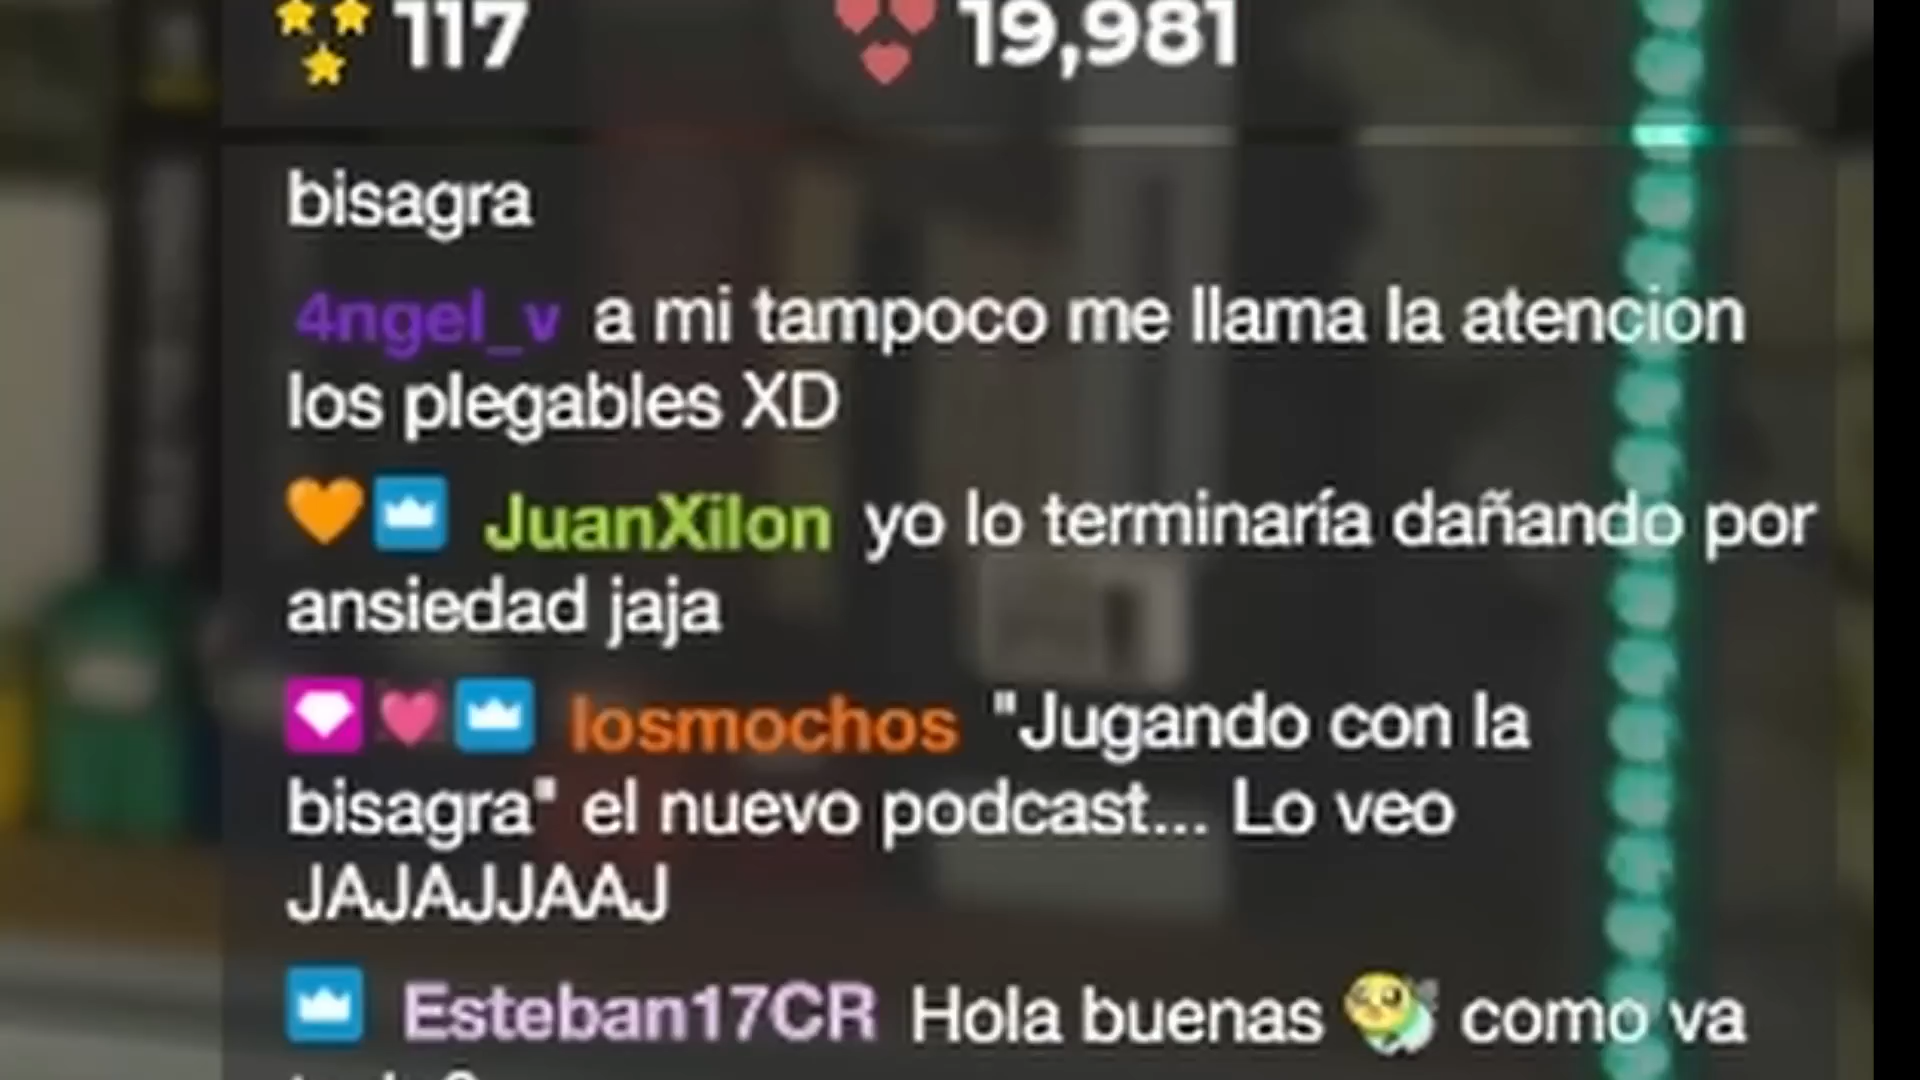 117 19,981
bisagra
4ngel_v a mi tampoco me llama la atencion
los plegables XD
JuanXilon yo lo terminaría dañando por
ansiedad jaja
losmochos "Jugando con la
bisagra" el nuevo podcast... Lo veo
JAJAJJAAJ
Esteban17CR Hola buenas como va